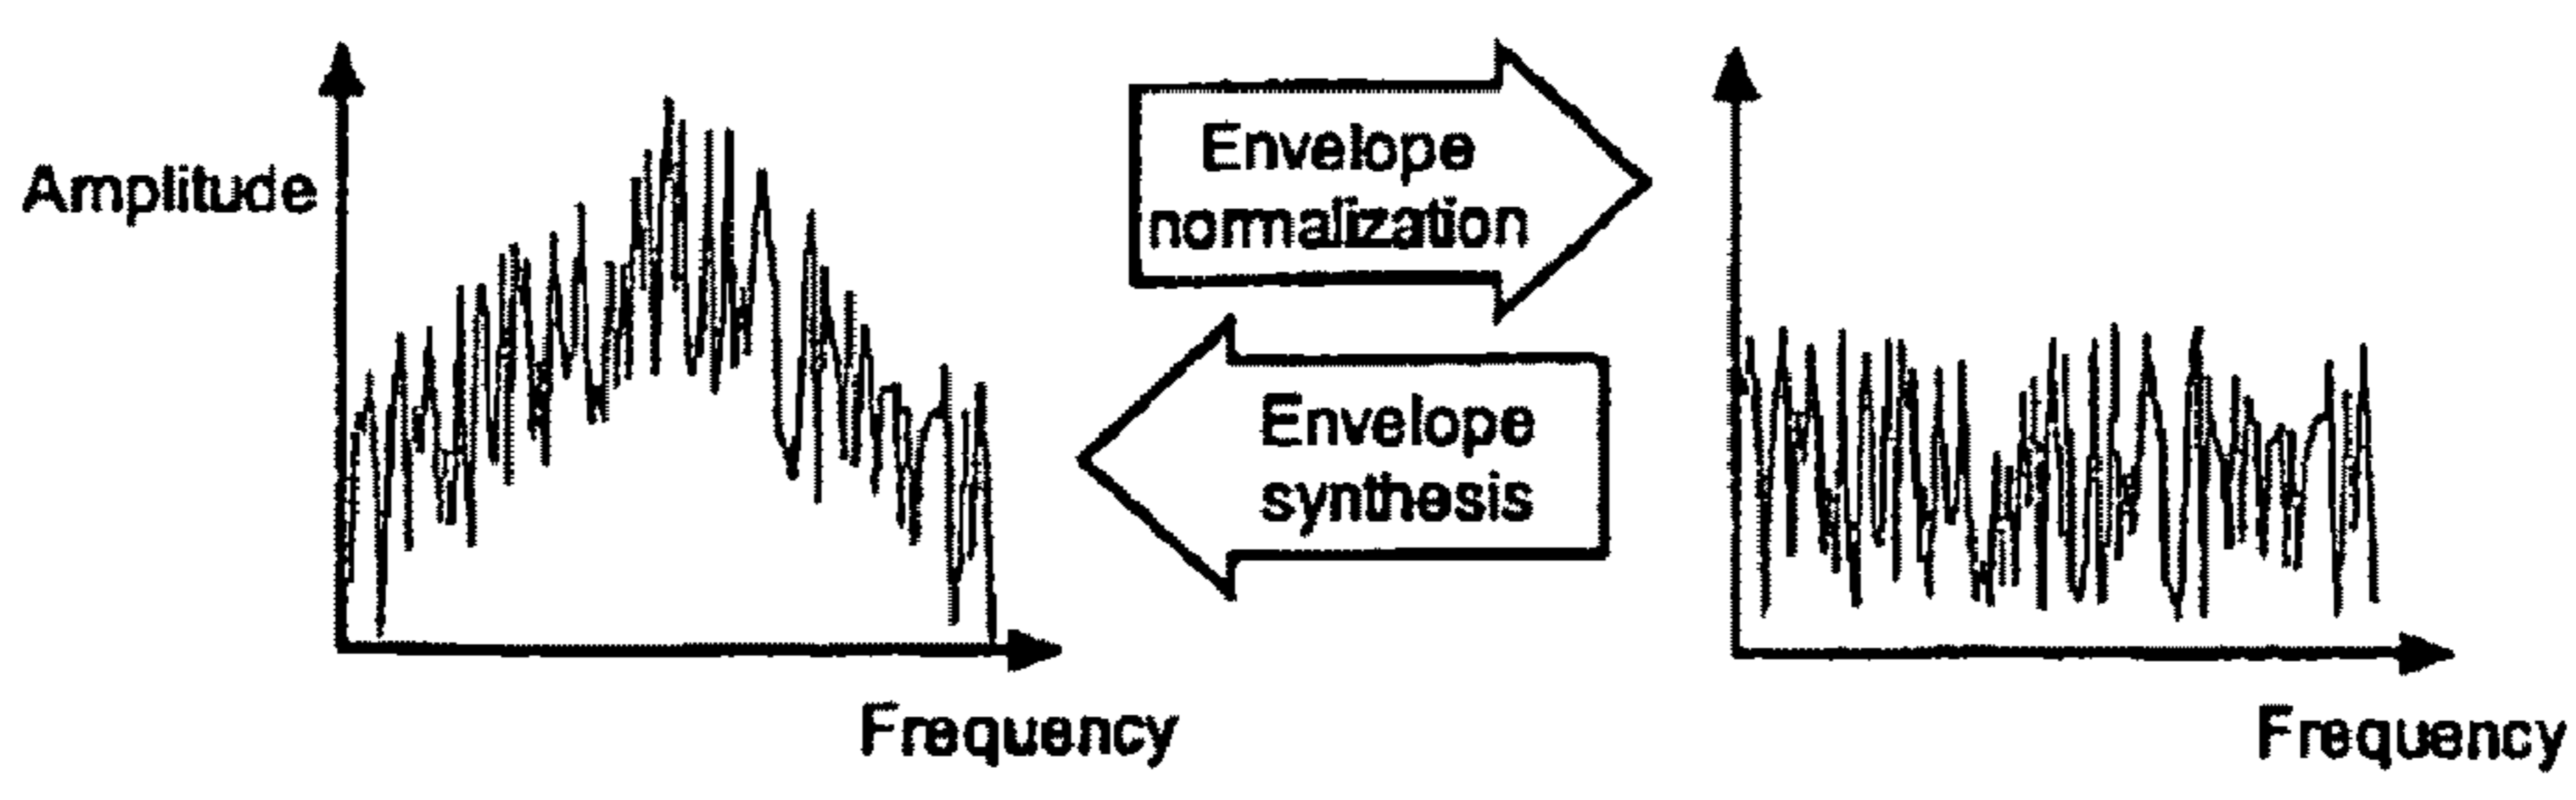 Amplitude
Envelope
normalization
Envelope
synthesis
Frequency
Frequency